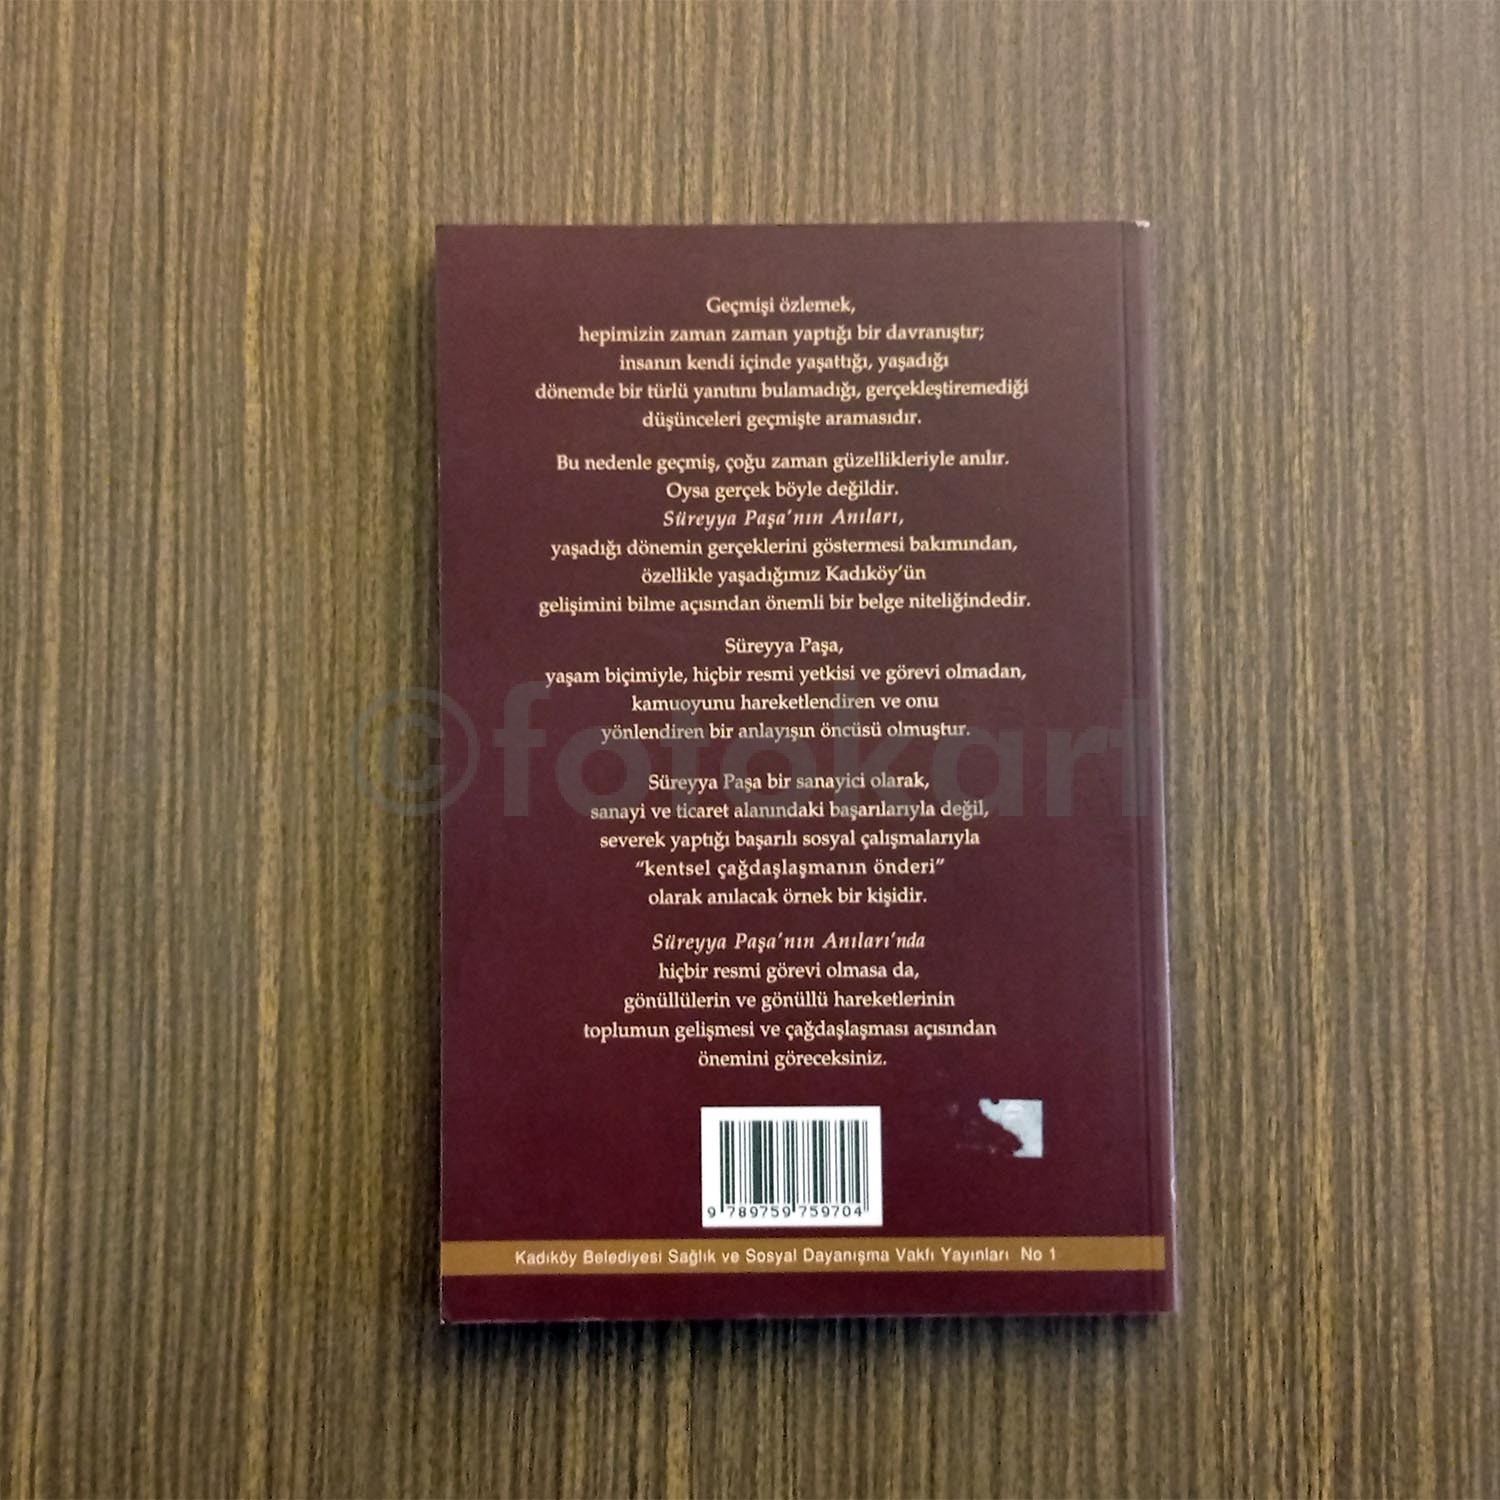 Geçmişi özlemek,
hepimizin zaman zaman yaptığı bir davranıştır;
insanın kendi içinde yaşattığı, yaşadığı
dönemde bir türlü yanıtını bulamadığı, gerçekleştiremediği
düşünceleri geçmişte aramasıdır.
Bu nedenle geçmiş, çoğu zaman güzellikleriyle anılır.
Oysa gerçek böyle değildir.
Süreyya Paşa'nın Anıları,
yaşadığı dönemin gerçeklerini göstermesi bakımından,
özellikle yaşadığımız Kadıköy'ün
gelişimini bilme açısından önemli bir belge niteliğindedir.
Süreyya Paşa,
yaşam biçimiyle, hiçbir resmi yetkisi ve görevi olmadan,
kamuoyunu hareketlendiren ve onu
yönlendiren bir anlayışın öncüsü olmuştur.
©fotokart
Süreyya Paşa bir sanayici olarak,
sanayi ve ticaret alanındaki başarılarıyla değil,
severek yaptığı başarılı sosyal çalışmalarıyla
"kentsel çağdaşlaşmanın önderi"
olarak anılacak örnek bir kişidir.
Süreyya Paşa'nın Anıları'nda
hiçbir resmi görevi olmasa da,
gönüllülerin ve gönüllü hareketlerinin
toplumun gelişmesi ve çağdaşlaşması açısından
önemini göreceksiniz.
9 789759 759704
Kadıköy Belediyesi Sağlık ve Sosyal Dayanışma Vakfı Yayınları No 1